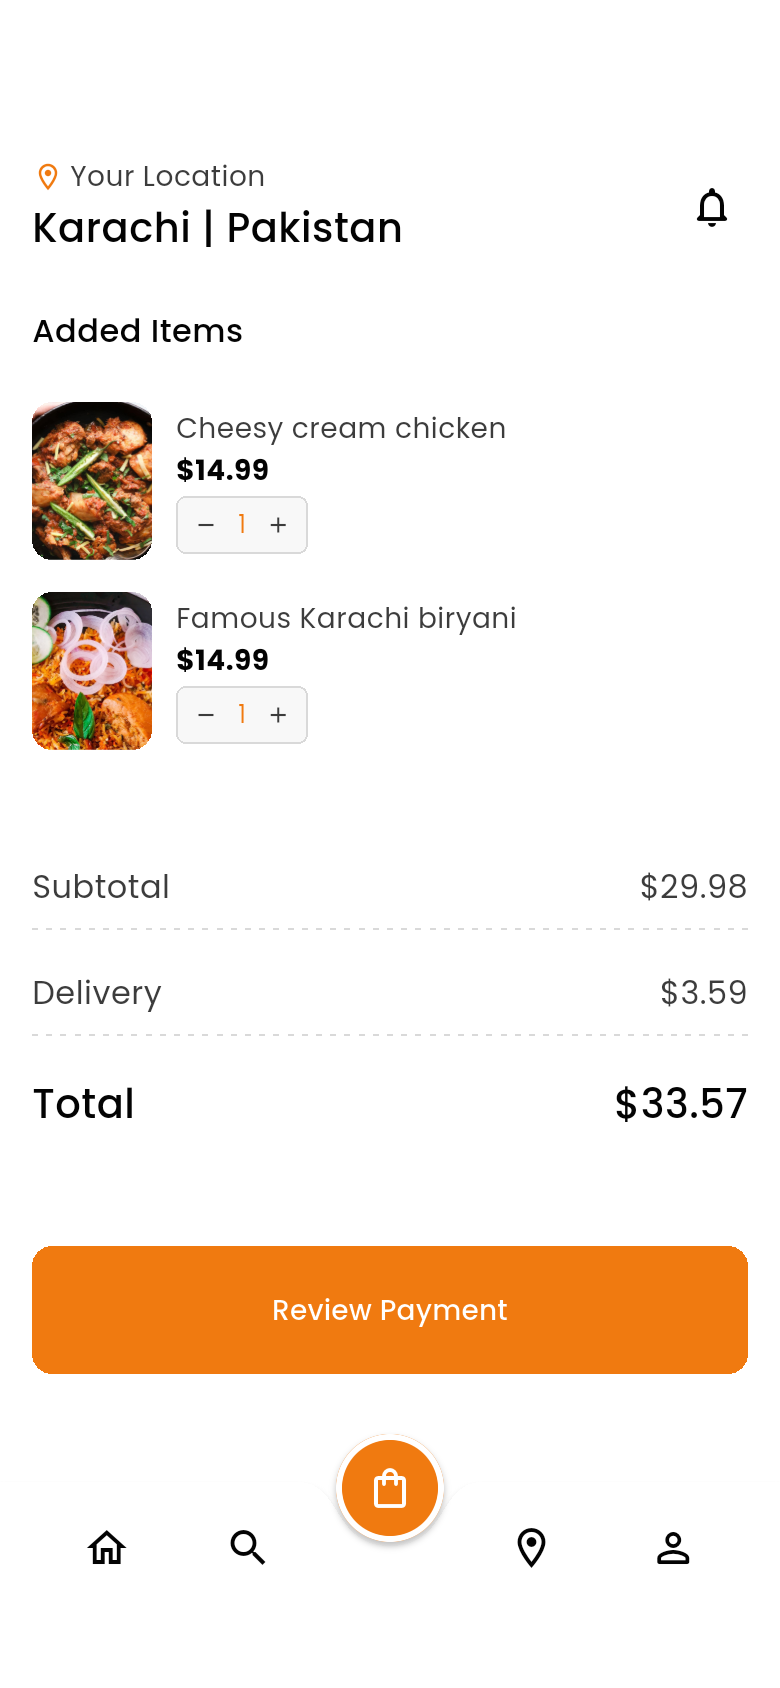 Your Location
Karachi | Pakistan
Added Items
Cheesy cream chicken
$14.99
− 1 +
Famous Karachi biryani
$14.99
− 1 +
Subtotal $29.98
Delivery $3.59
Total $33.57
Review Payment